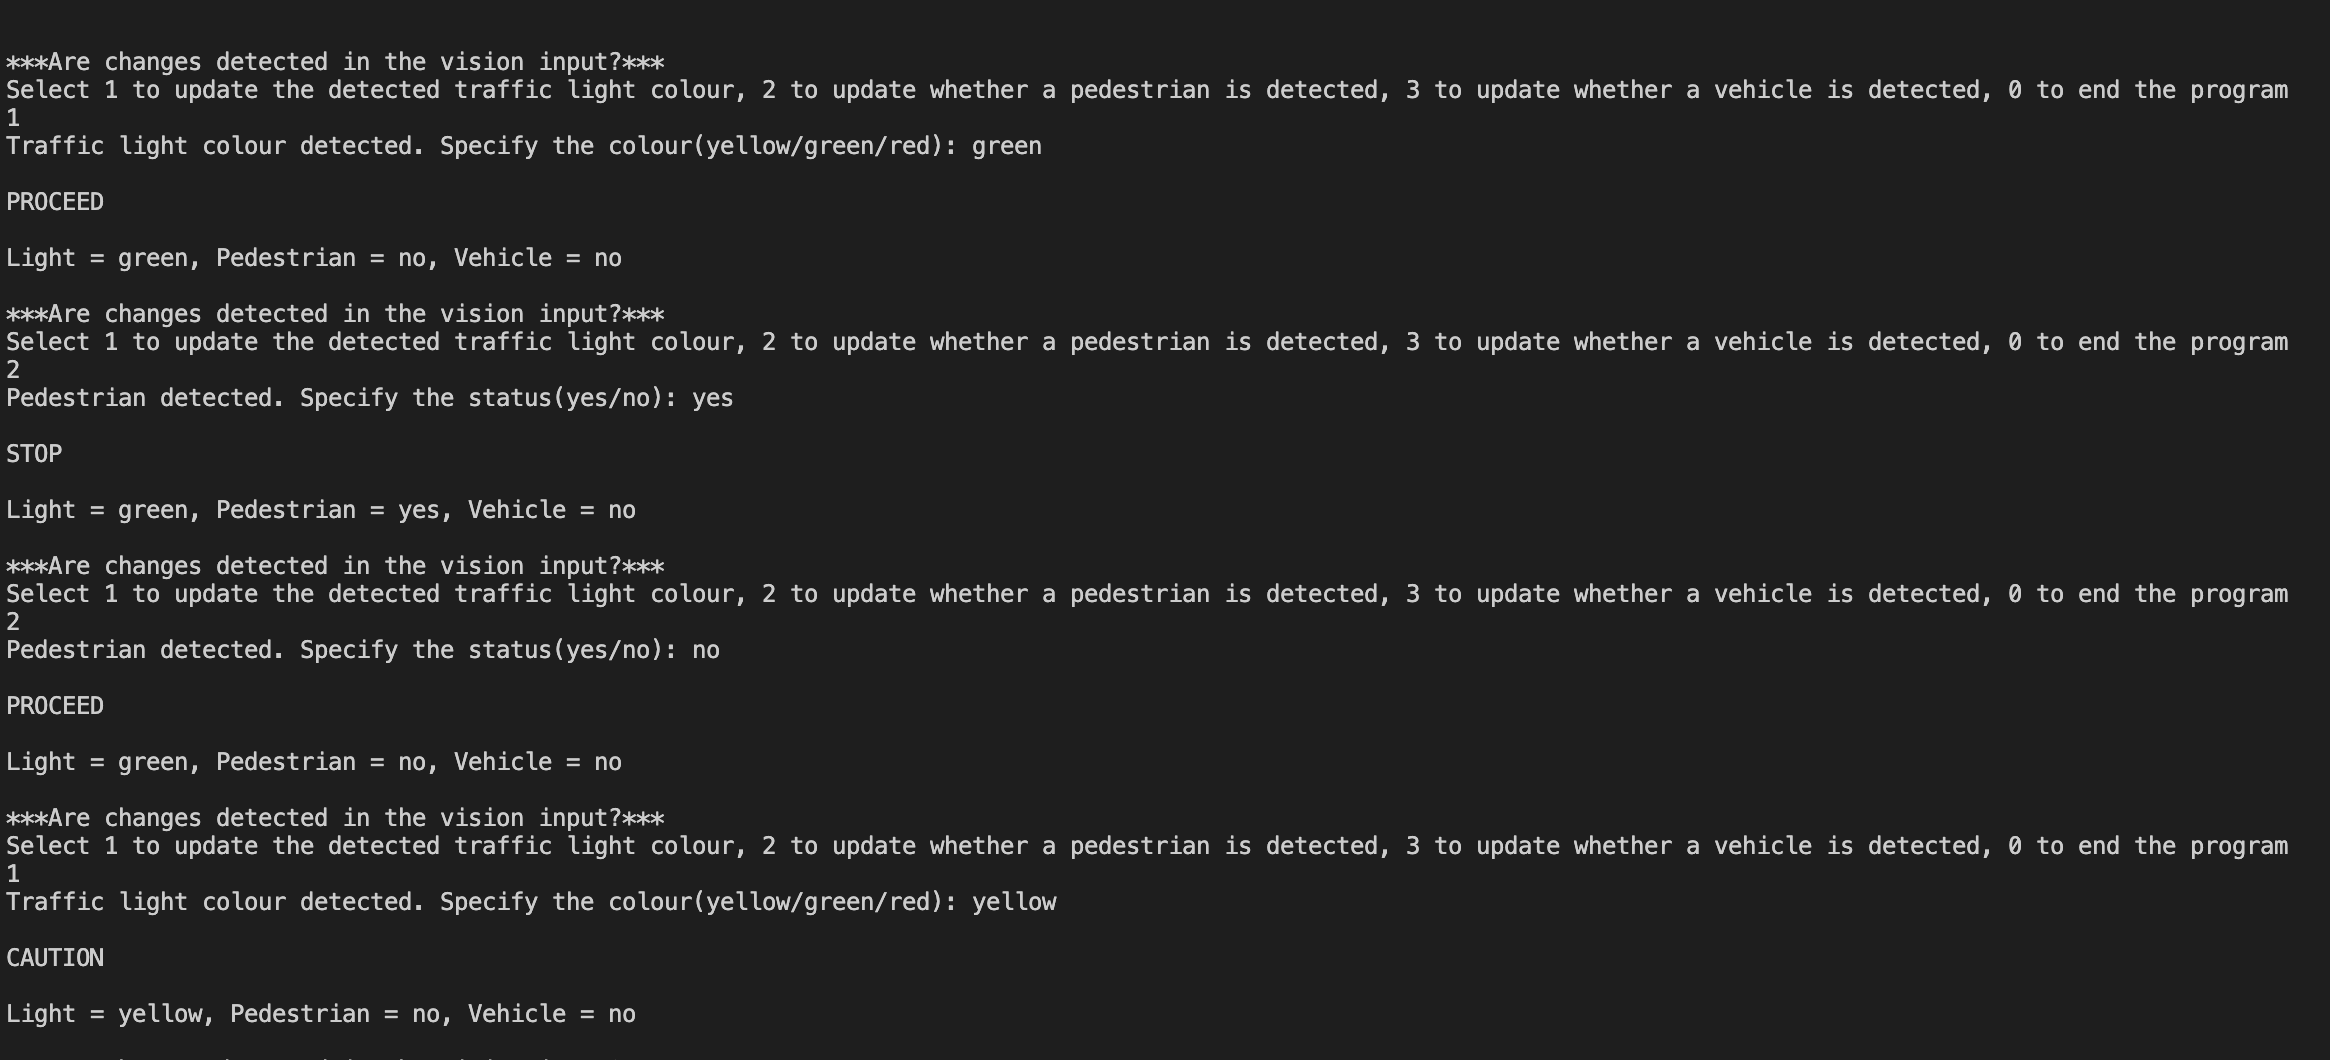 ***Are changes detected in the vision input?***
Select 1 to update the detected traffic light colour, 2 to update whether a pedestrian is detected, 3 to update whether a vehicle is detected, 0 to end the program
1
Traffic light colour detected. Specify the colour(yellow/green/red): green
PROCEED
Light = green, Pedestrian = no, Vehicle = no
***Are changes detected in the vision input?***
Select 1 to update the detected traffic light colour, 2 to update whether a pedestrian is detected, 3 to update whether a vehicle is detected, 0 to end the program
2
Pedestrian detected. Specify the status(yes/no): yes
STOP
Light = green, Pedestrian = yes, Vehicle = no
***Are changes detected in the vision input?***
Select 1 to update the detected traffic light colour, 2 to update whether a pedestrian is detected, 3 to update whether a vehicle is detected, 0 to end the program
2
Pedestrian detected. Specify the status(yes/no): no
PROCEED
Light = green, Pedestrian = no, Vehicle = no
***Are changes detected in the vision input?***
Select 1 to update the detected traffic light colour, 2 to update whether a pedestrian is detected, 3 to update whether a vehicle is detected, 0 to end the program
1
Traffic light colour detected. Specify the colour(yellow/green/red): yellow
CAUTION
Light = yellow, Pedestrian = no, Vehicle = no